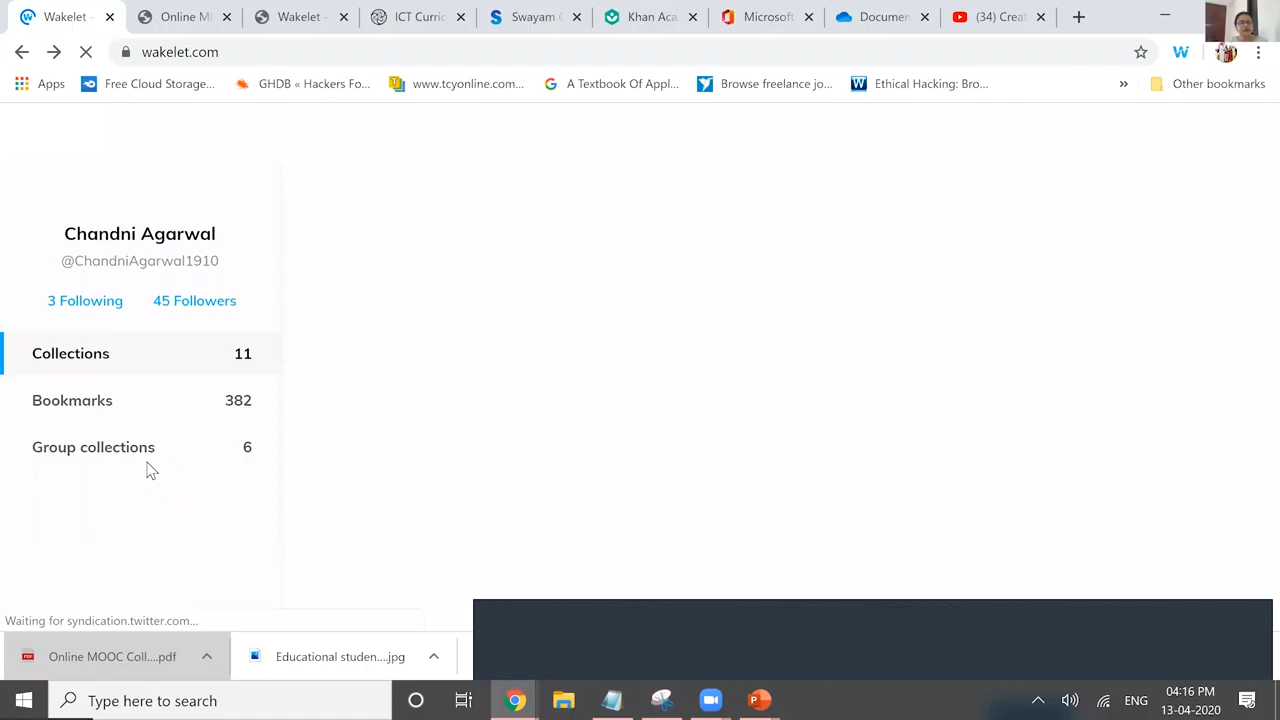 Wakelet -
Online M
Wakelet -
ICT Curric
Swayam C
Khan Aca
Microsoft
Documen
(34) Creat
wakelet.com
Apps
Free Cloud Storage...
GHDB « Hackers Fo...
www.tcyonline.com...
A Textbook Of Appl...
Browse freelance jo...
Ethical Hacking: Bro...
»
Other bookmarks
Chandni Agarwal
@ChandniAgarwal1910
3 Following 45 Followers
Collections 11
Bookmarks 382
Group collections 6
Waiting for syndication.twitter.com...
Online MOOC Coll....pdf
Educational studen....jpg
Type here to search
ENG
04:16 PM
13-04-2020